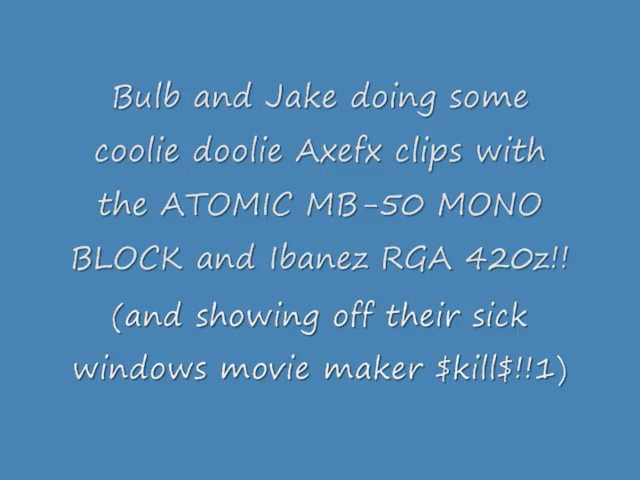 Bulb and Jake doing some
coolie doolie Axefx clips with
the ATOMIC MB-50 MONO
BLOCK and Ibanez RGA 420z!!
(and showing off their sick
windows movie maker $kill$!!1)